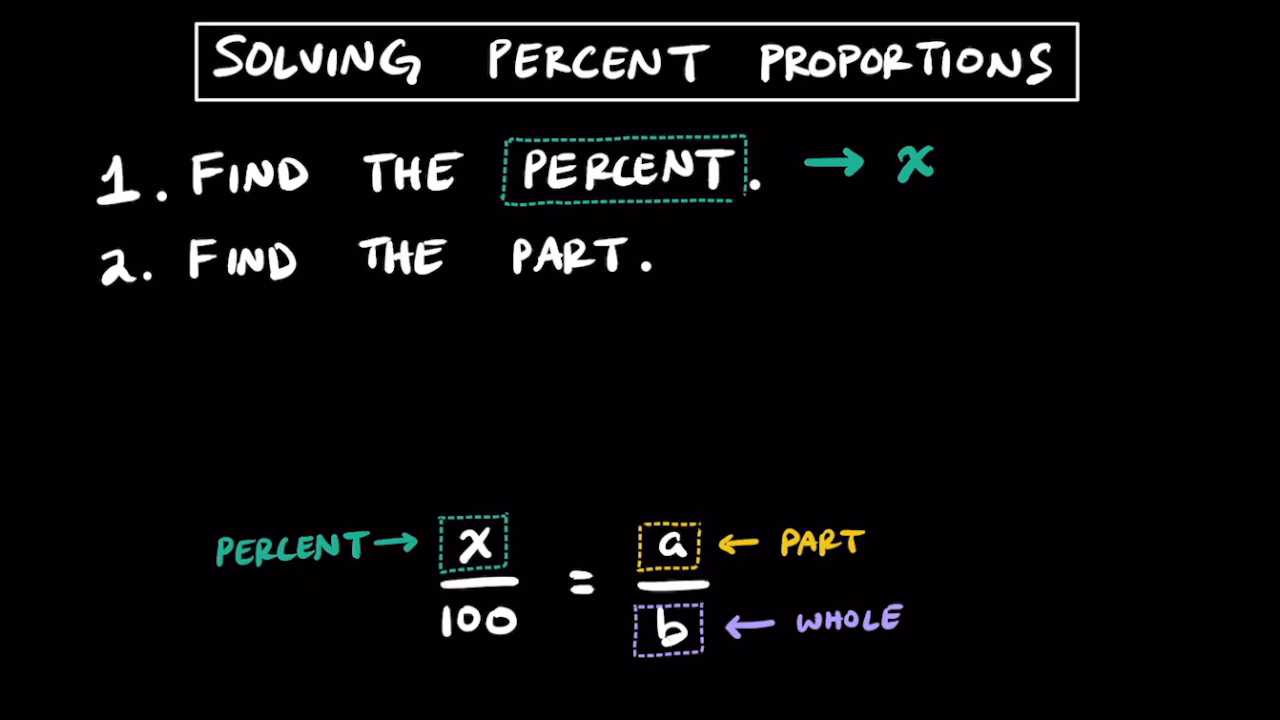 SOLVING PERCENT PROPORTIONS
1. FIND THE PERCENT. → x
2. FIND THE PART.
PERCENT → x/100 = a/b ← PART
← WHOLE